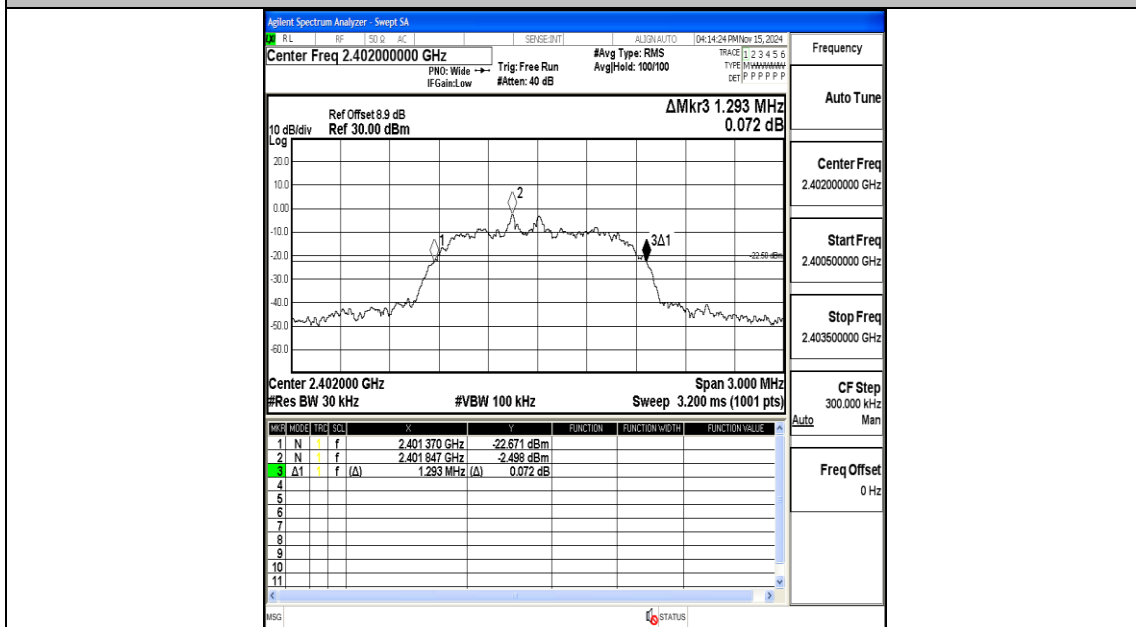 Agilent Spectrum Analyzer - Swept SA
RL RF 50 Ω AC SENSE:INT ALIGN AUTO 04:14:24 PM Nov 15, 2024
Center Freq 2.402000000 GHz #Avg Type: RMS TRACE 1 2 3 4 5 6
PNO: Wide Trig: Free Run Avg|Hold: 100/100 TYPE M
IFGain:Low #Atten: 40 dB DET P P P P P P
Frequency
Auto Tune
Center Freq
2.402000000 GHz
Start Freq
2.400500000 GHz
Stop Freq
2.403500000 GHz
CF Step
300.000 kHz
Auto Man
Freq Offset
0 Hz
ΔMkr3 1.293 MHz
0.072 dB
Ref Offset 8.9 dB
10 dB/div Ref 30.00 dBm
Log
20.0
10.0
0.00
-10.0
-20.0
-30.0
-40.0
-50.0
-60.0
1
2
3Δ1
-22.50 dBm
Center 2.402000 GHz Span 3.000 MHz
#Res BW 30 kHz #VBW 100 kHz Sweep 3.200 ms (1001 pts)
MKR MODE TRC SCL X Y FUNCTION FUNCTION WIDTH FUNCTION VALUE
1 N 1 f 2.401 370 GHz -22.671 dBm
2 N 1 f 2.401 847 GHz -2.498 dBm
3 Δ1 1 f (Δ) 1.293 MHz (Δ) 0.072 dB
4
5
6
7
8
9
10
11
MSG STATUS